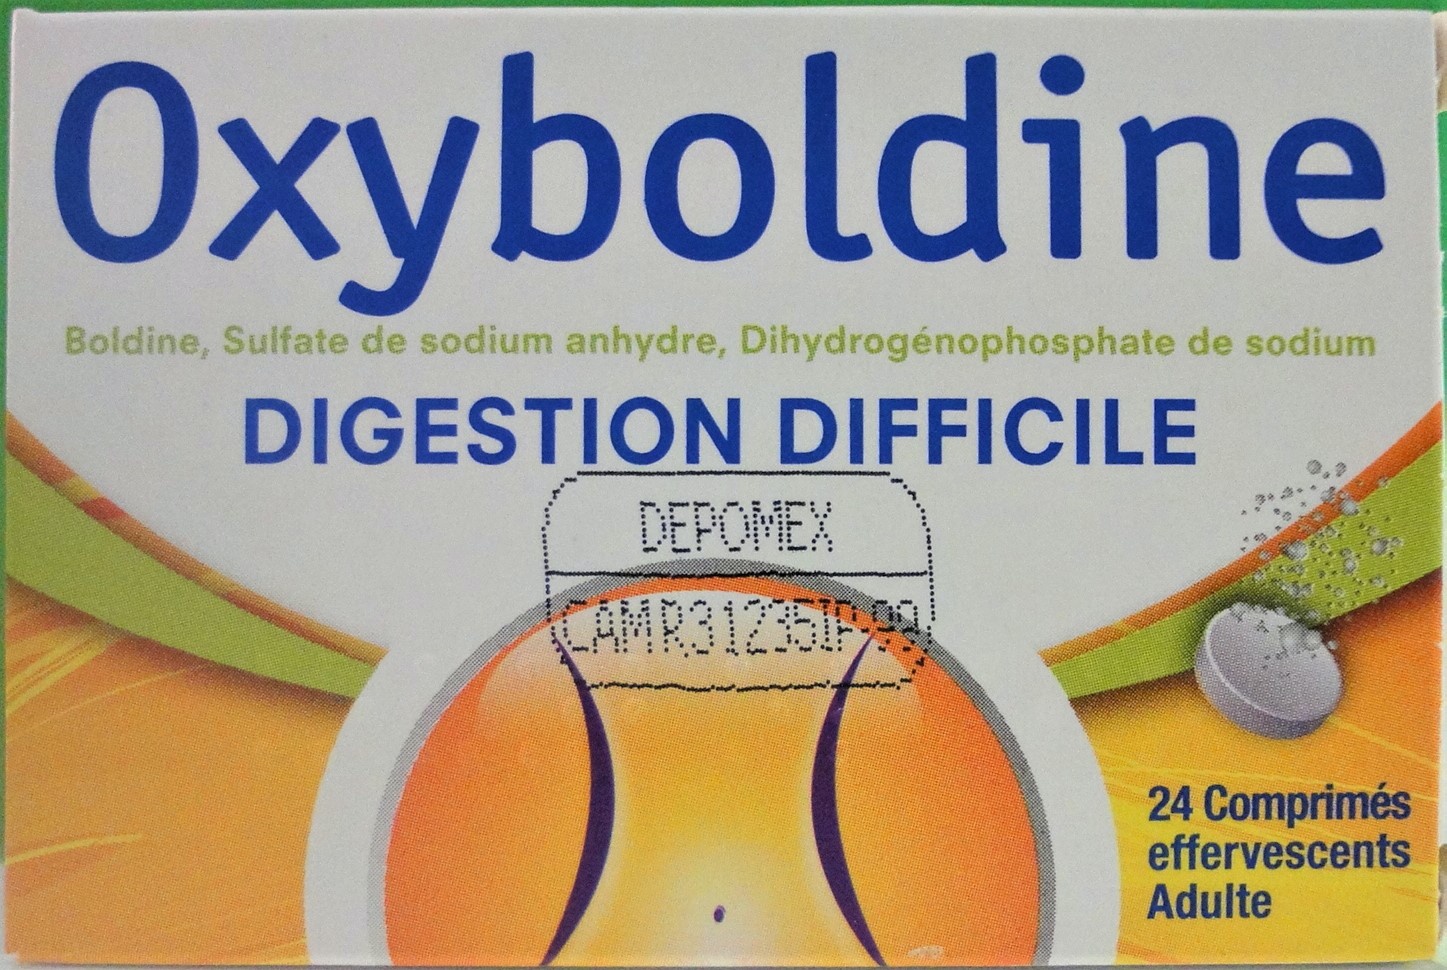 Oxyboldine
Boldine, Sulfate de sodium anhydre, Dihydrogénophosphate de sodium
DIGESTION DIFFICILE
DEPOMEX
24 Comprimés
effervescents
Adulte